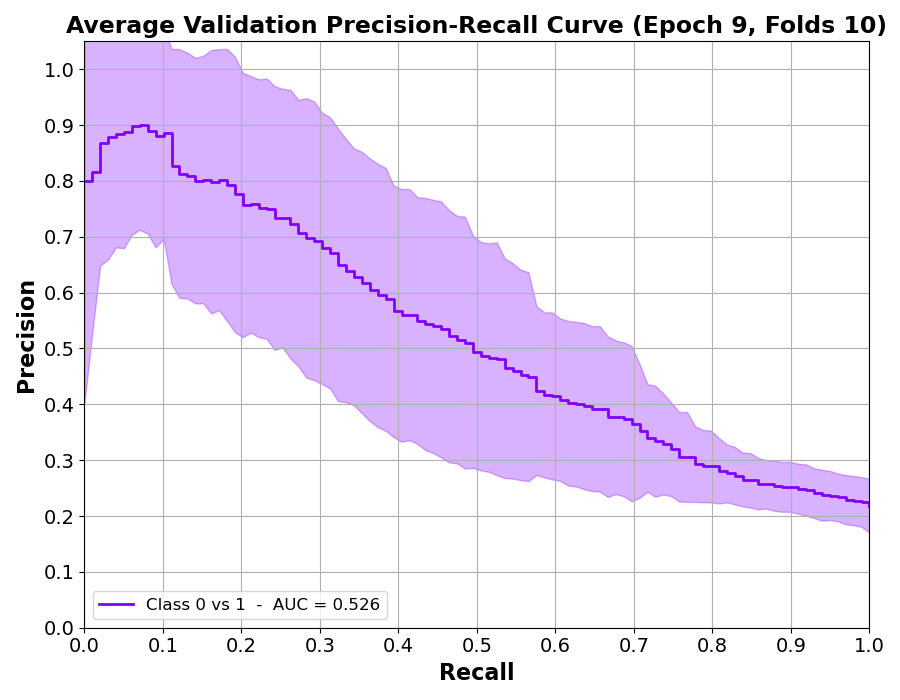 Average Validation Precision-Recall Curve (Epoch 9, Folds 10)
Precision
1.0
0.9
0.8
0.7
0.6
0.5
0.4
0.3
0.2
0.1
0.0
Class 0 vs 1  -  AUC = 0.526
0.0 0.1 0.2 0.3 0.4 0.5 0.6 0.7 0.8 0.9 1.0
Recall